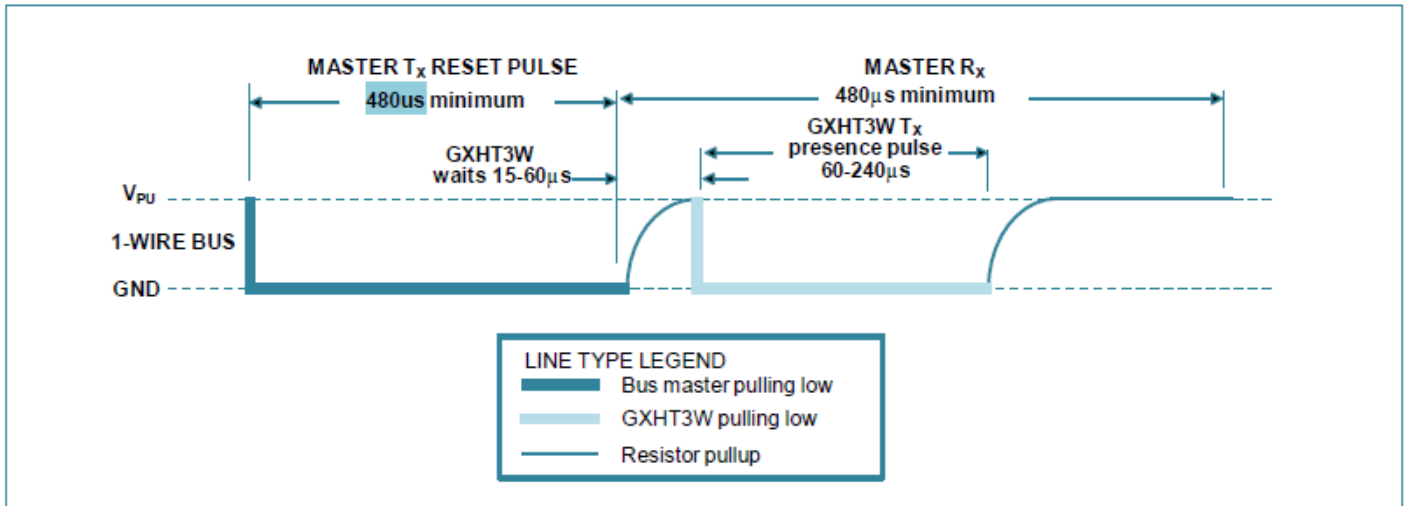 MASTER TX RESET PULSE
480us minimum
MASTER RX
480μs minimum
GXHT3W
waits 15-60μs
GXHT3W TX
presence pulse
60-240μs
VPU
1-WIRE BUS
GND
LINE TYPE LEGEND
Bus master pulling low
GXHT3W pulling low
Resistor pullup